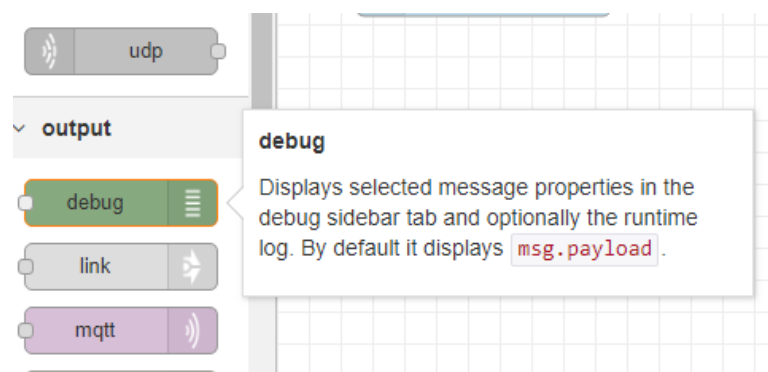 udp
output
debug
Displays selected message properties in the
debug sidebar tab and optionally the runtime
log. By default it displays msg.payload.
debug
link
mqtt